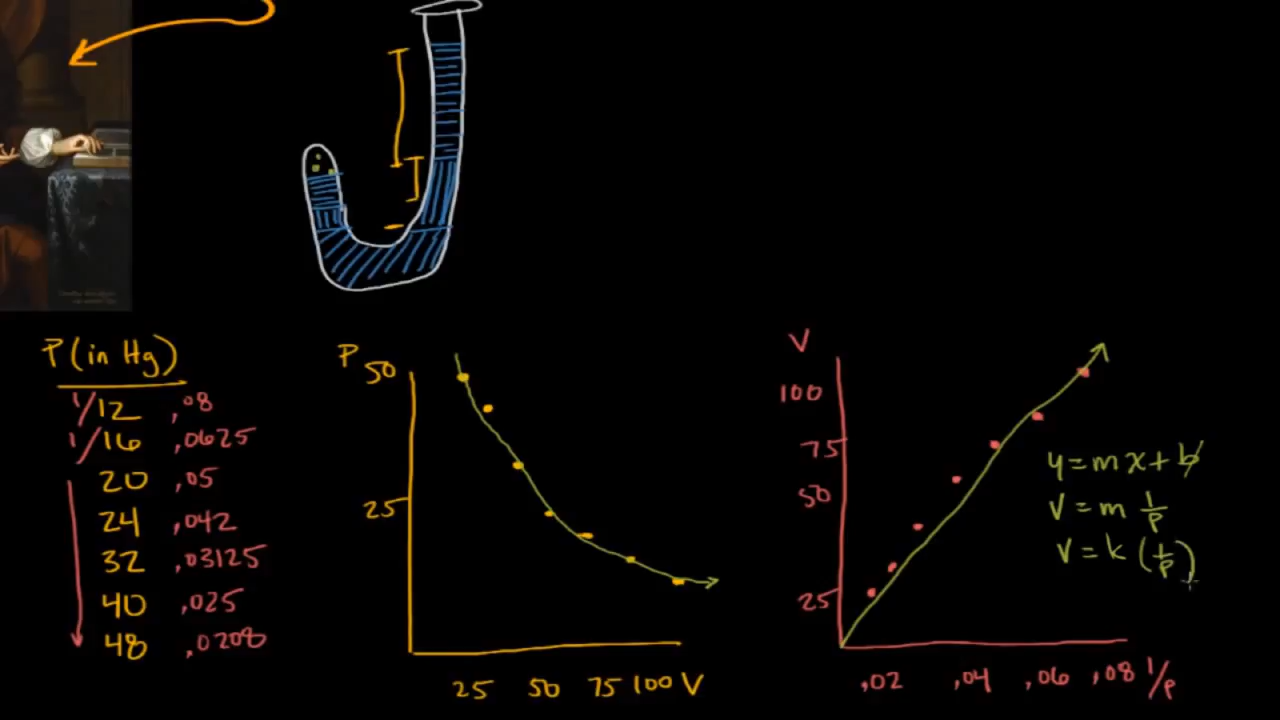 P (in Hg)
1/12 ,08
1/16 ,0625
20 ,05
24 ,042
32 ,03125
40 ,025
48 ,0208
P
50
25
25 50 75 100 V
V
100
75
50
25
,02 ,04 ,06 ,08 1/P
y = mx + b
V = m 1/P
V = k (1/P)